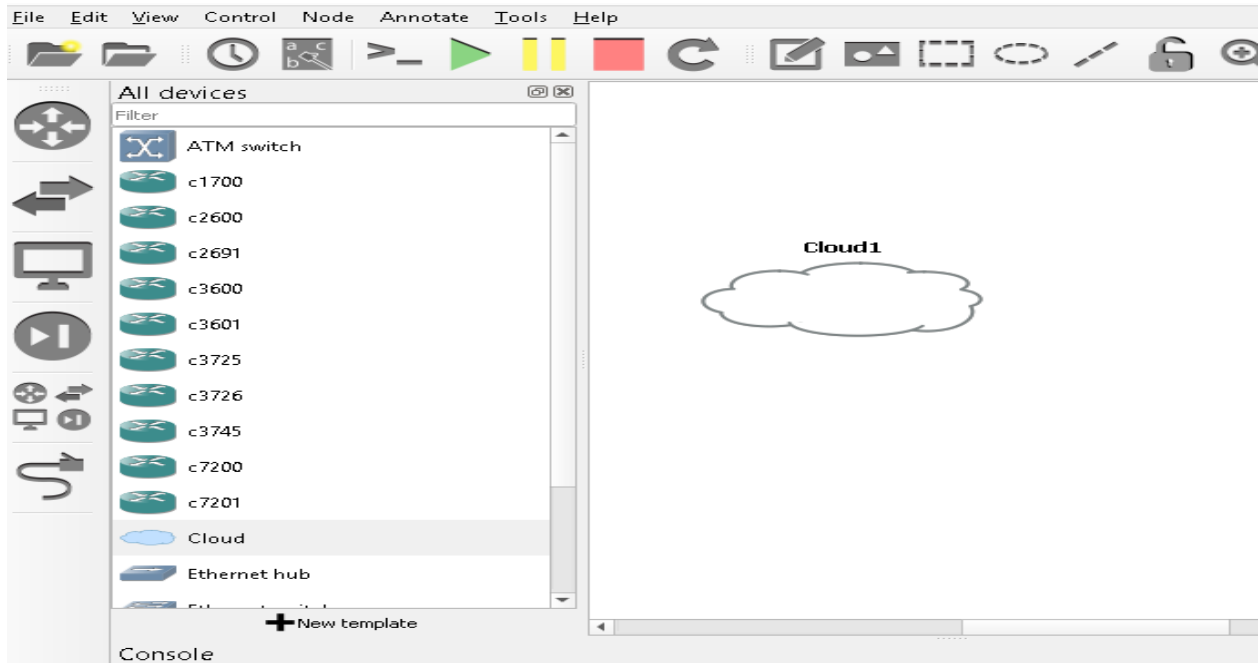 File Edit View Control Node Annotate Tools Help
a c
b
All devices
Filter
ATM switch
c1700
c2600
c2691
c3600
c3601
c3725
c3726
c3745
c7200
c7201
Cloud
Ethernet hub
New template
Console
Cloud1